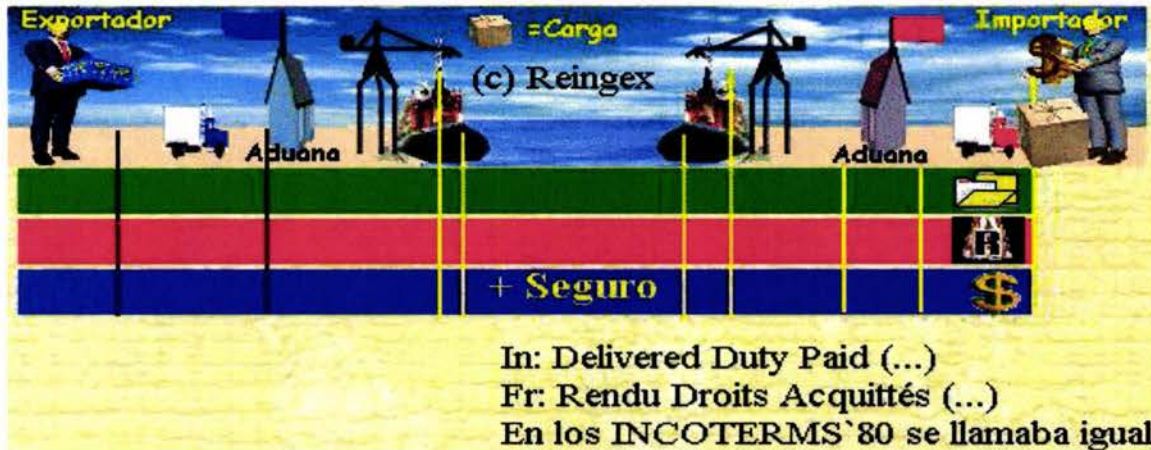 Exportador
=Carga
Importador
(c) Reingex
Aduana
Aduana
R
$
+ Seguro
In: Delivered Duty Paid (...)
Fr: Rendu Droits Acquittés (...)
En los INCOTERMS`80 se llamaba igual